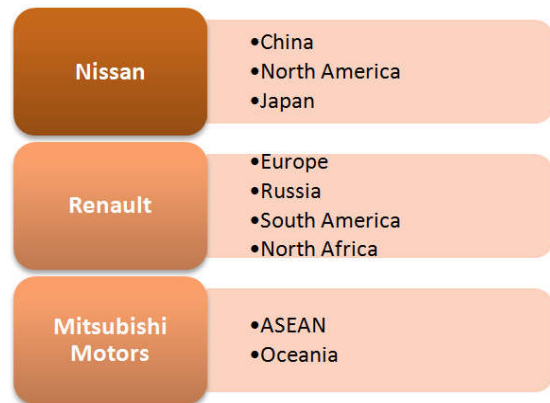 Nissan
•China
•North America
•Japan
Renault
•Europe
•Russia
•South America
•North Africa
Mitsubishi
Motors
•ASEAN
•Oceania